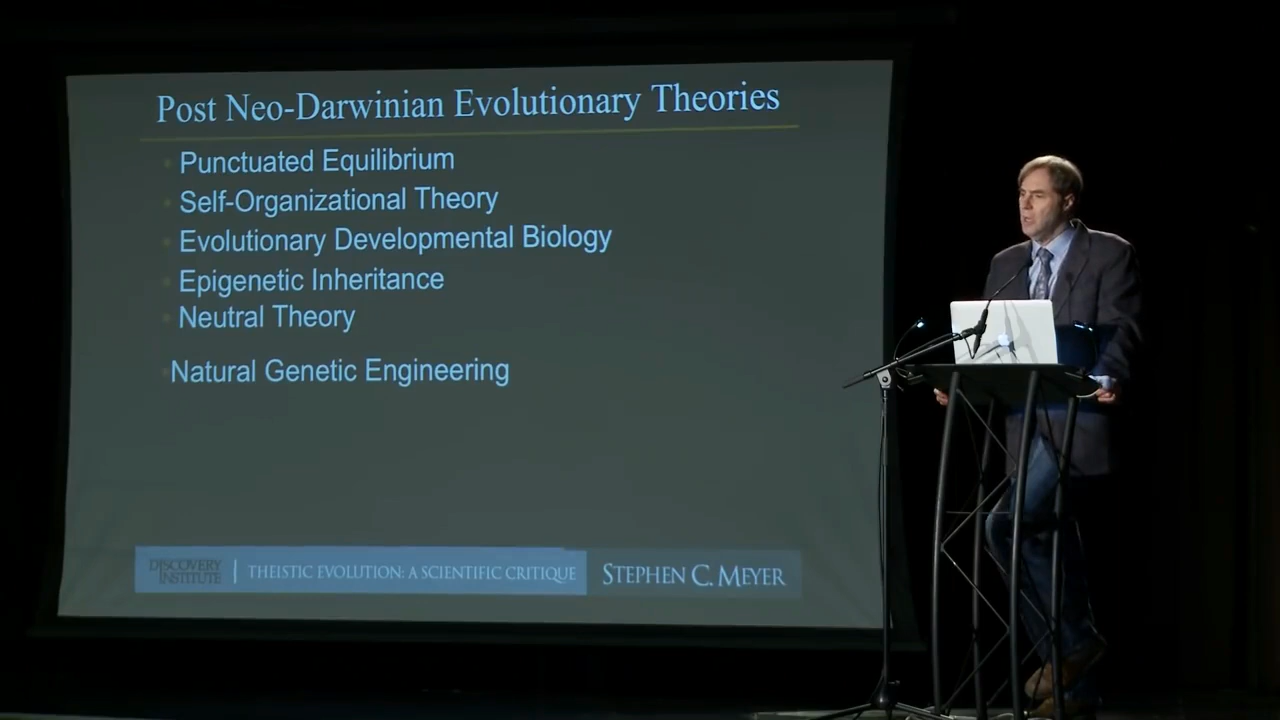 Post Neo-Darwinian Evolutionary Theories
Punctuated Equilibrium
Self-Organizational Theory
Evolutionary Developmental Biology
Epigenetic Inheritance
Neutral Theory
Natural Genetic Engineering
DISCOVERY
INSTITUTE
THEISTIC EVOLUTION: A SCIENTIFIC CRITIQUE
STEPHEN C. MEYER